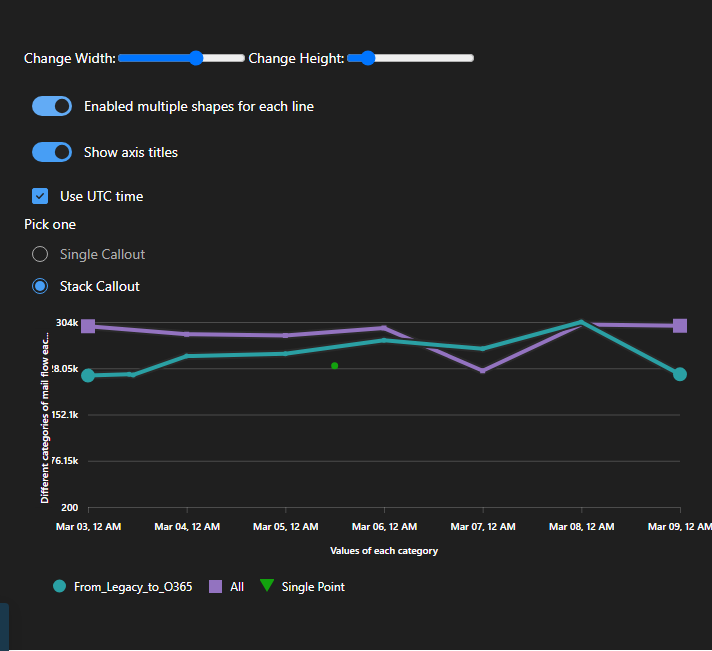 Change Width: Change Height:
Enabled multiple shapes for each line
Show axis titles
Use UTC time
Pick one
Single Callout
Stack Callout
Different categories of mail flow eac...
304k
8.05k
152.1k
76.15k
200
Mar 03, 12 AM Mar 04, 12 AM Mar 05, 12 AM Mar 06, 12 AM Mar 07, 12 AM Mar 08, 12 AM Mar 09, 12 AM
Values of each category
From_Legacy_to_O365 All Single Point